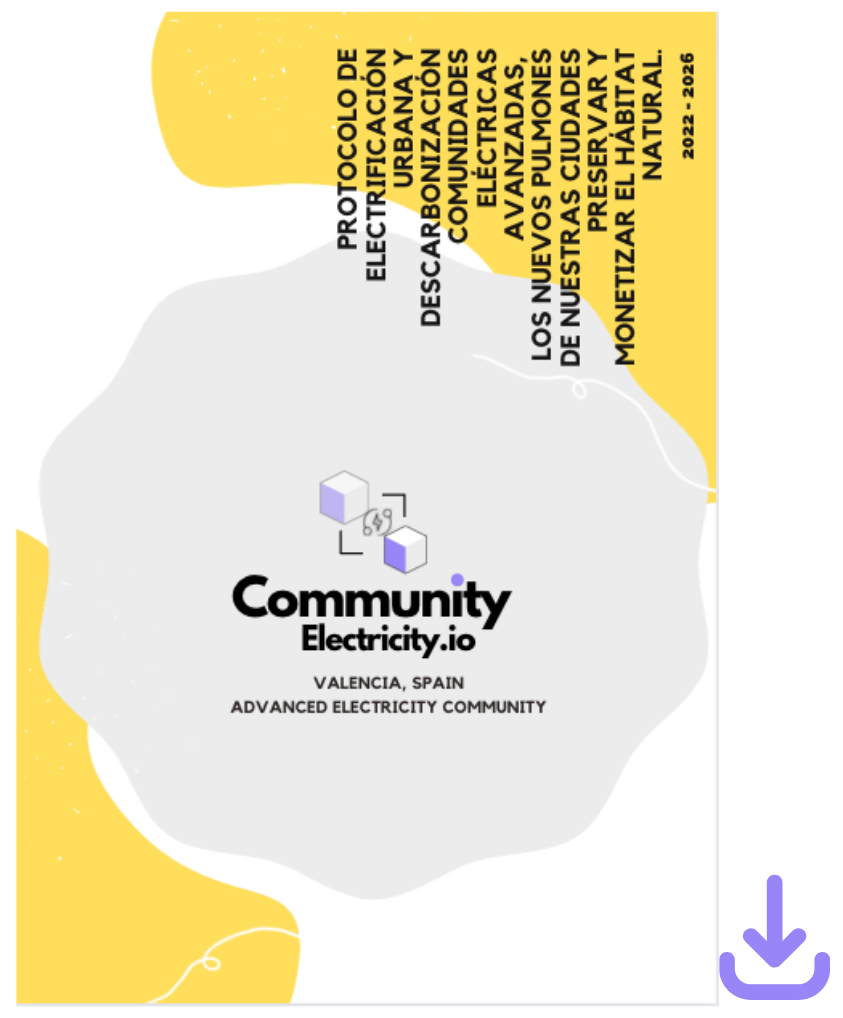 PROTOCOLO DE
ELECTRIFICACIÓN
URBANA Y
DESCARBONIZACIÓN
COMUNIDADES
ELÉCTRICAS
AVANZADAS,
LOS NUEVOS PULMONES
DE NUESTRAS CIUDADES
PRESERVAR Y
MONETIZAR EL HÁBITAT
NATURAL.
2022 - 2026
Community
Electricity.io
VALENCIA, SPAIN
ADVANCED ELECTRICITY COMMUNITY